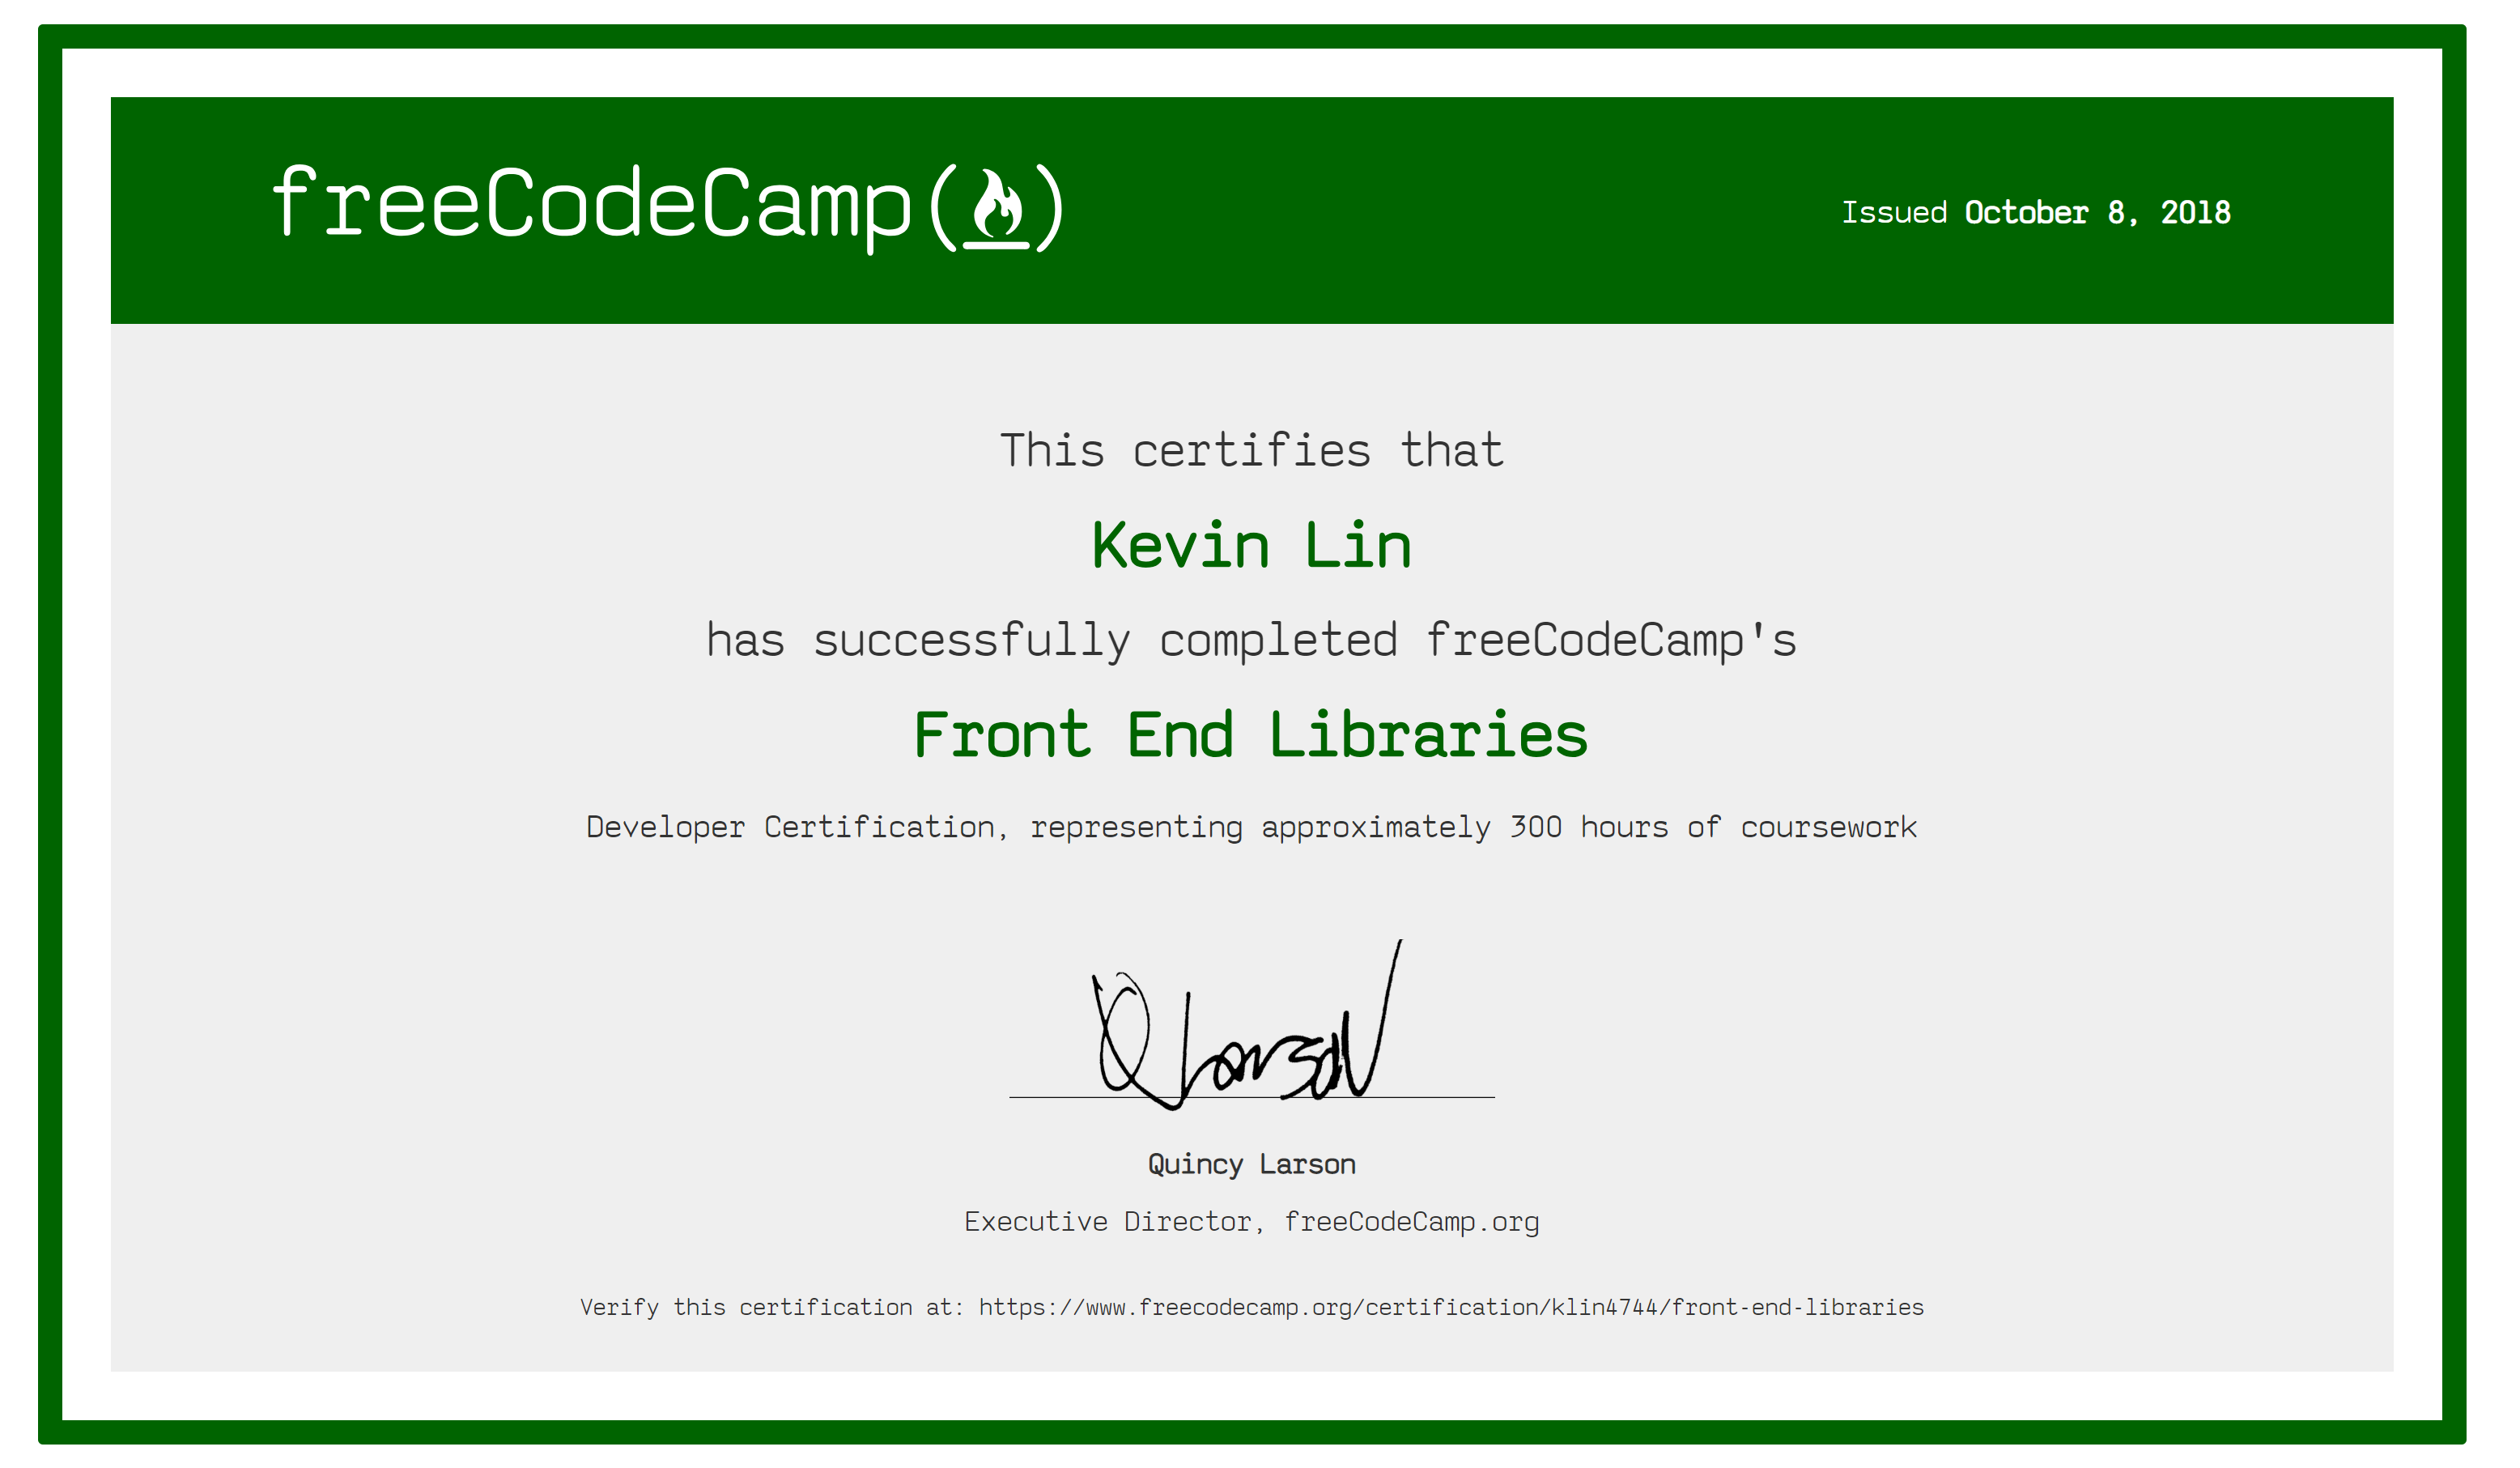 freeCodeCamp(🔥)
Issued October 8, 2018
This certifies that
Kevin Lin
has successfully completed freeCodeCamp's
Front End Libraries
Developer Certification, representing approximately 300 hours of coursework
Q Larson
Quincy Larson
Executive Director, freeCodeCamp.org
Verify this certification at: https://www.freecodecamp.org/certification/klin4744/front-end-libraries